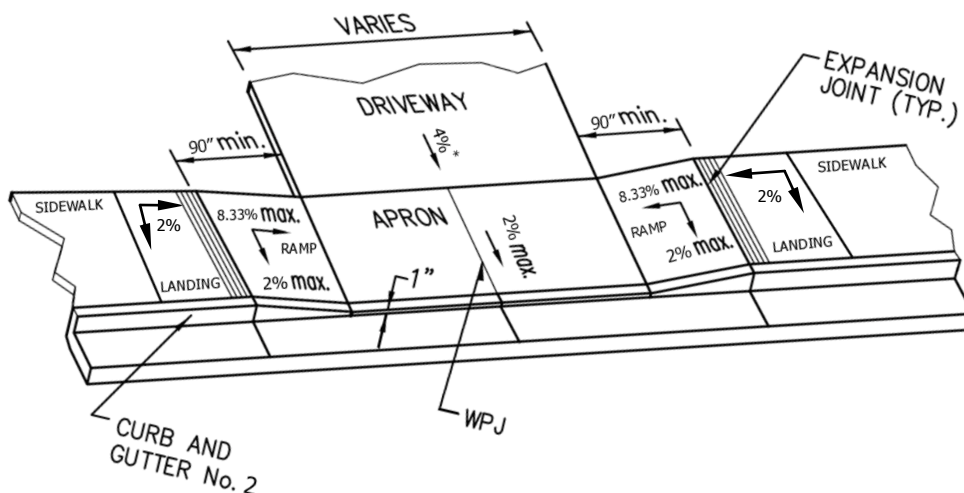 VARIES
EXPANSION
JOINT (TYP.)
DRIVEWAY
90" min.
90" min.
4% *
SIDEWALK
SIDEWALK
2%
8.33% max.
APRON
8.33% max.
2%
RAMP
2% max.
RAMP
2% max.
LANDING
LANDING
2% max.
1"
WPJ
CURB AND
GUTTER No. 2